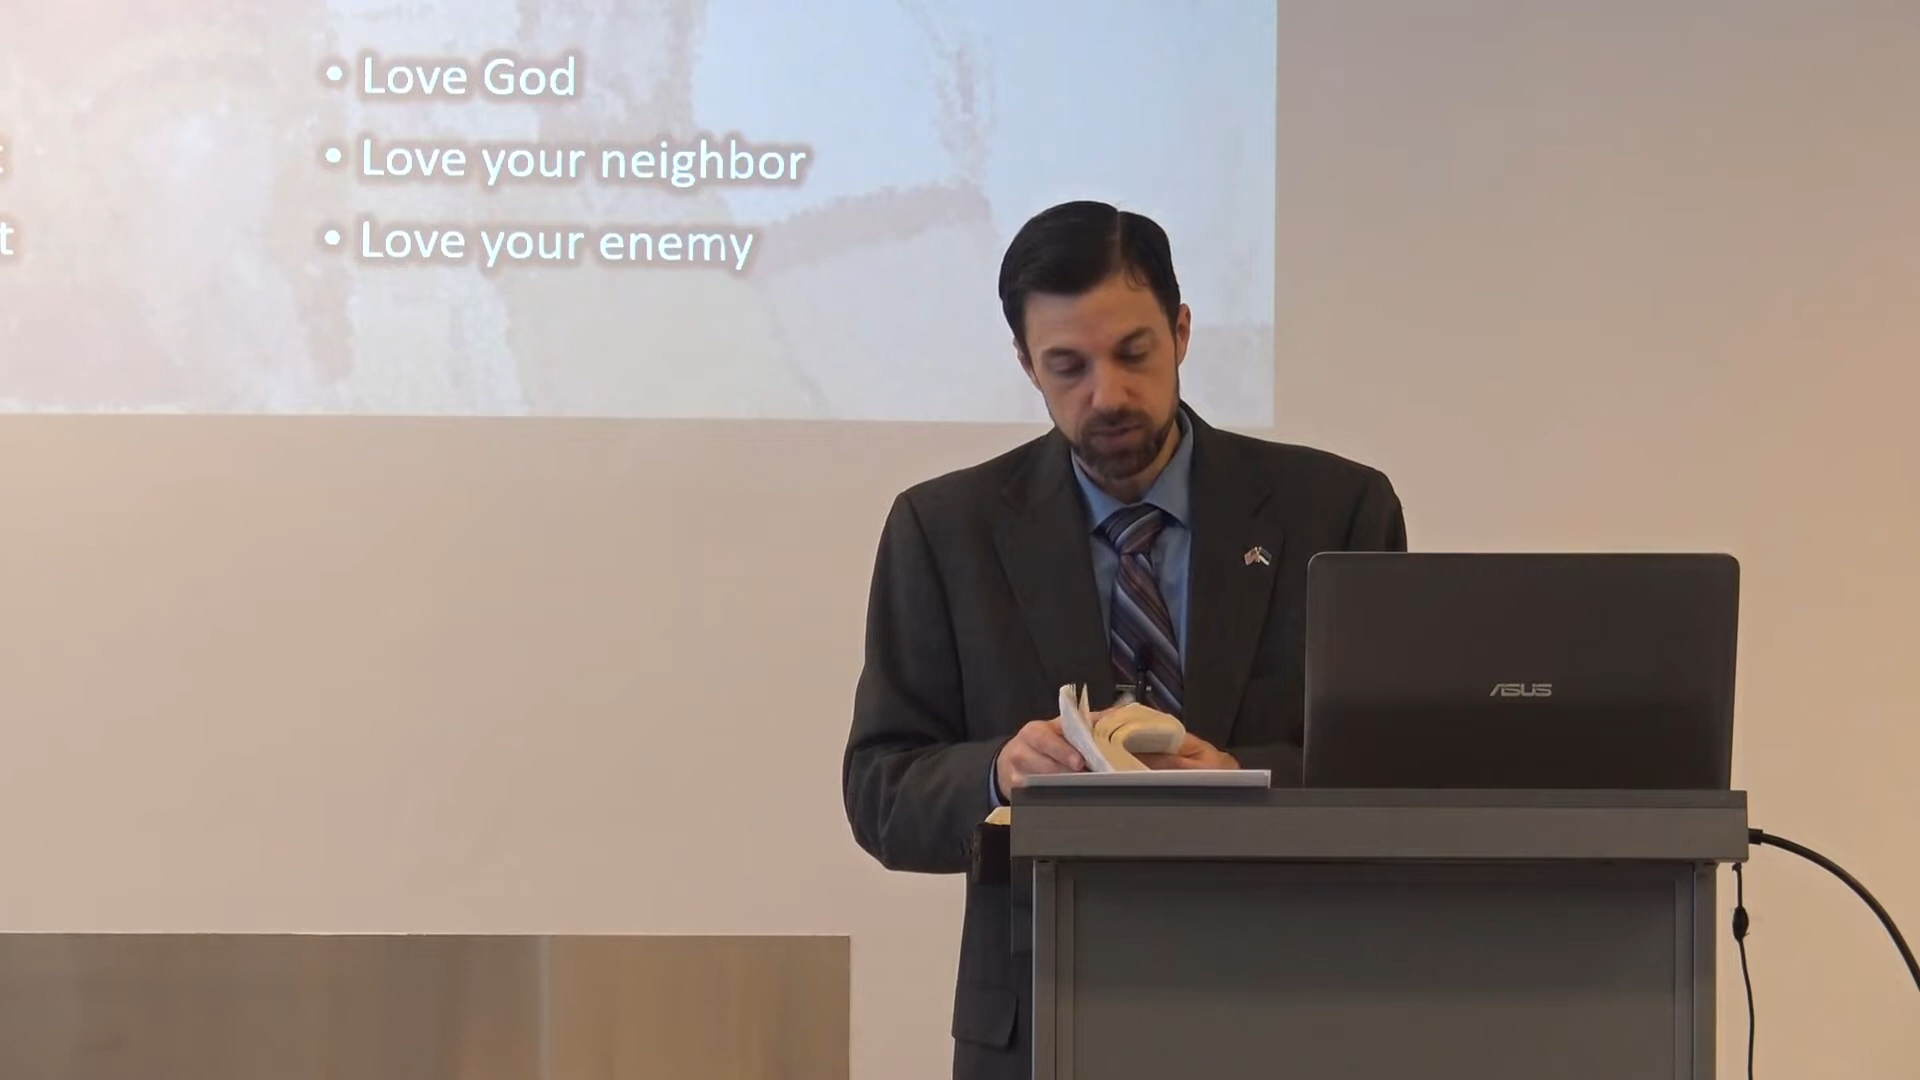 • Love God
• Love your neighbor
t
• Love your enemy
ASUS